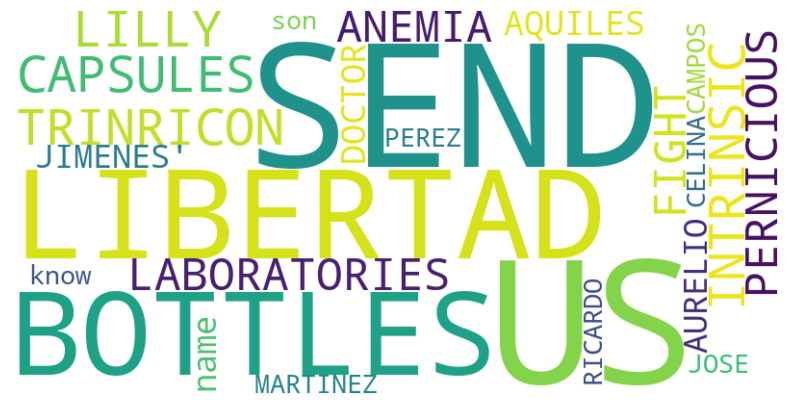 LILLY
son
ANEMIA
AQUILES
CAPSULES
SEND
DOCTOR
TRINRICON
PEREZ
JIMENES'
LIBERTAD
FIGHT
CAMPOS
CELINA
INTRINSIC
PERNICIOUS
know
LABORATORIES
BOTTLES
US
AURELIO
name
RICARDO
MARTINEZ
JOSE